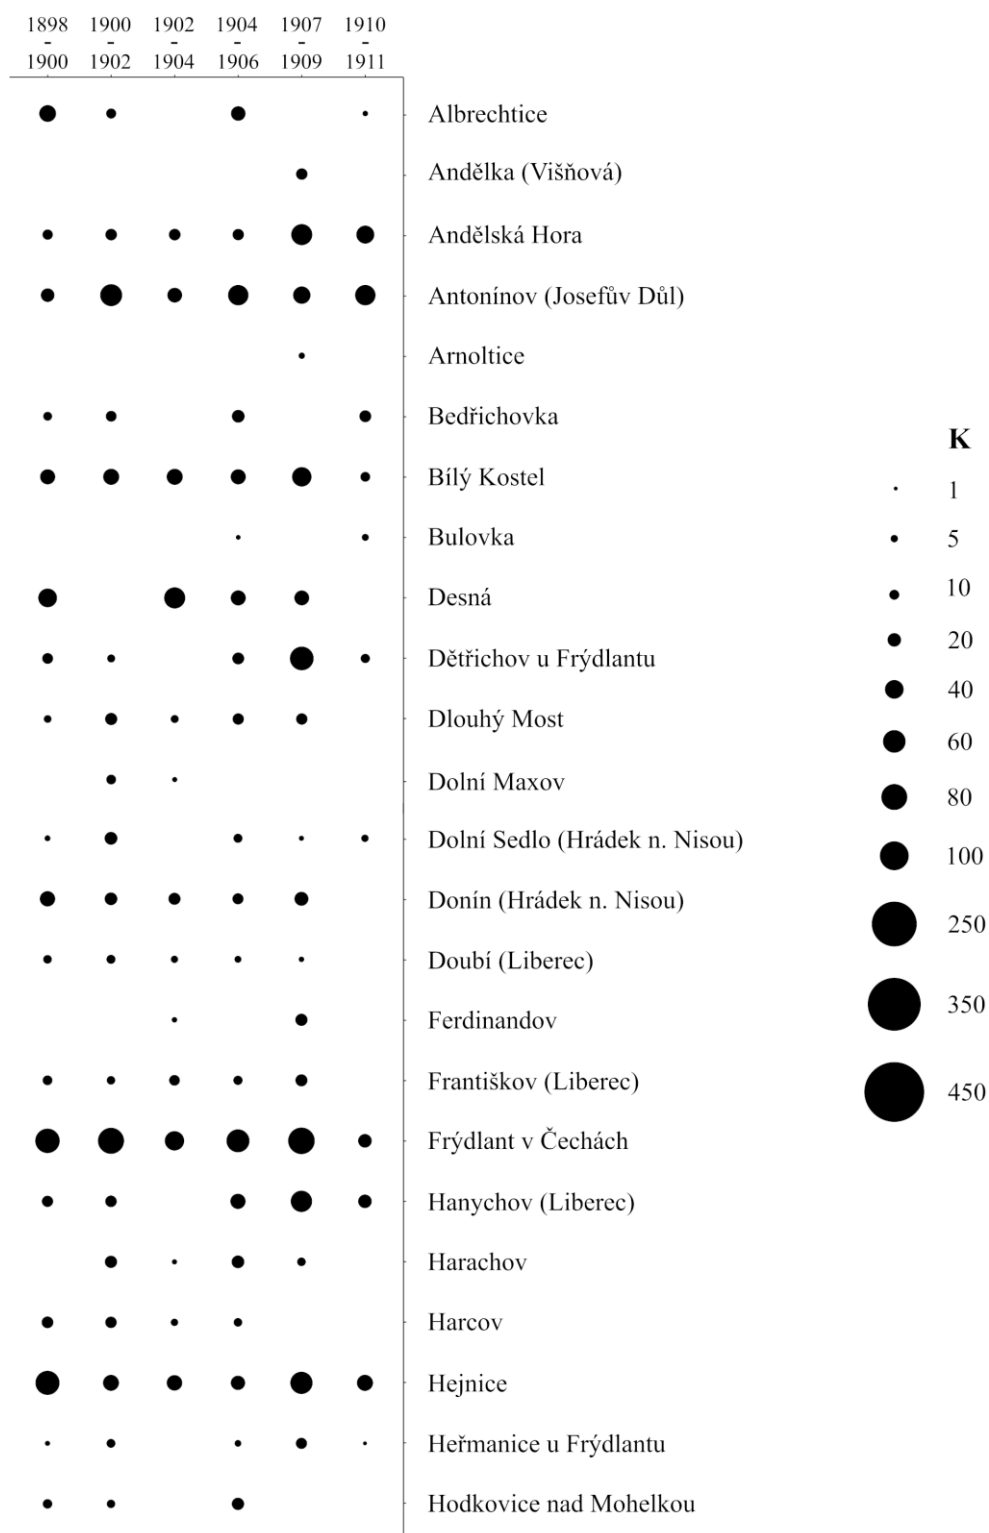 1898 1900 1902 1904 1907 1910
- - - - - -
1900 1902 1904 1906 1909 1911
Albrechtice
Andělka (Višňová)
Andělská Hora
Antonínov (Josefův Důl)
Arnoltice
Bedřichovka
Bílý Kostel
Bulovka
Desná
Dětřichov u Frýdlantu
Dlouhý Most
Dolní Maxov
Dolní Sedlo (Hrádek n. Nisou)
Donín (Hrádek n. Nisou)
Doubí (Liberec)
Ferdinandov
Františkov (Liberec)
Frýdlant v Čechách
Hanychov (Liberec)
Harachov
Harcov
Hejnice
Heřmanice u Frýdlantu
Hodkovice nad Mohelkou
K
1
5
10
20
40
60
80
100
250
350
450